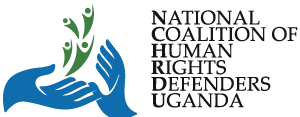 NATIONAL
COALITION OF
HUMAN
RIGHTS
DEFENDERS
UGANDA